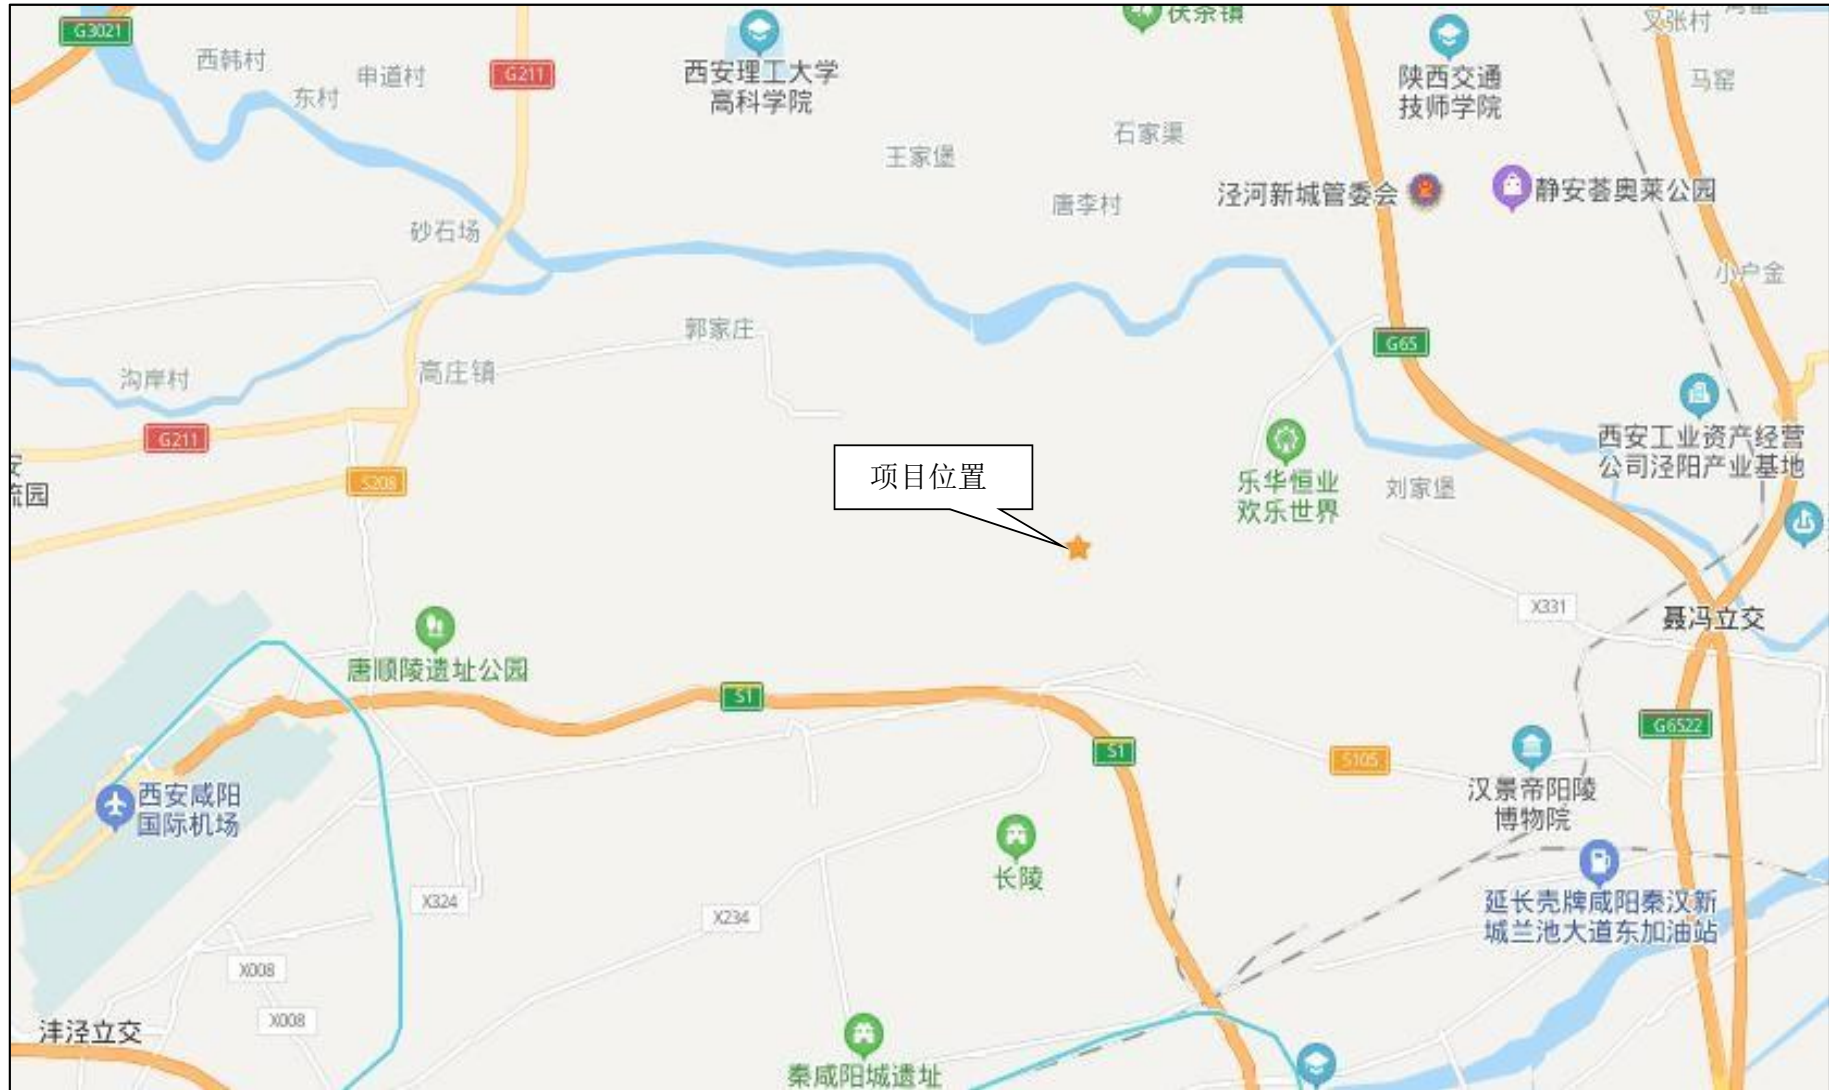 G3021
西韩村
申道村
东村
G211
西安理工大学
高科学院
茯茶镇
陕西交通
技师学院
马窑
石家渠
王家堡
唐李村
泾河新城管委会
静安荟奥莱公园
砂石场
小户金
郭家庄
高庄镇
沟岸村
G65
G211
S208
流园
项目位置
乐华恒业
欢乐世界
刘家堡
西安工业资产经营
公司泾阳产业基地
X331
聂冯立交
唐顺陵遗址公园
S1
S1
G6522
S105
汉景帝阳陵
博物院
西安咸阳
国际机场
长陵
延长壳牌咸阳秦汉新
城兰池大道东加油站
X324
X234
X008
X008
沣泾立交
秦咸阳城遗址